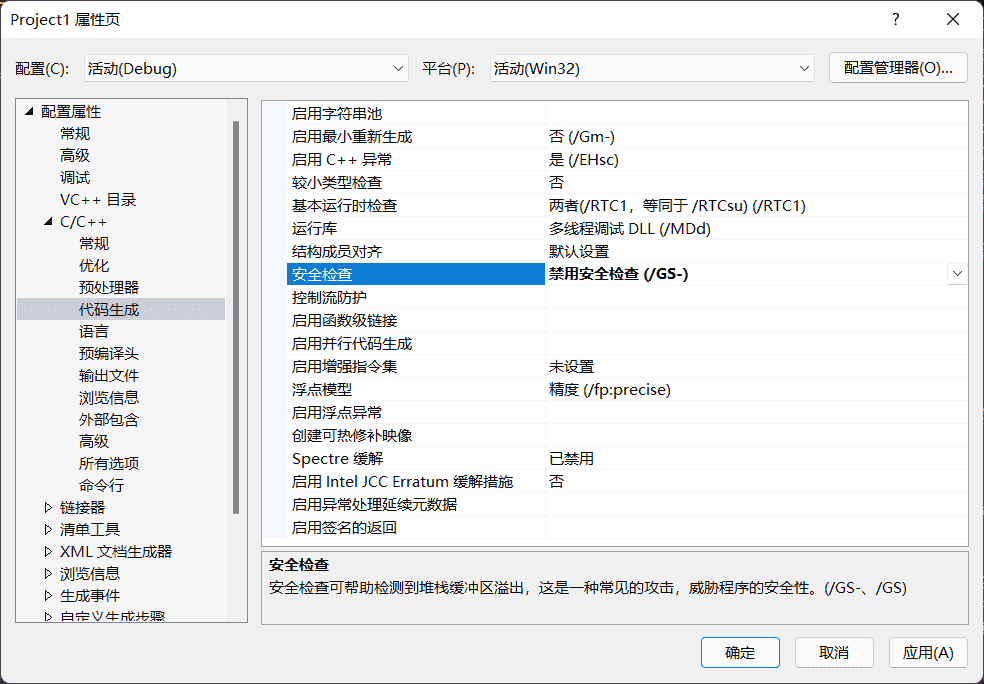 Project1 属性页
?
配置(C): 活动(Debug) 平台(P): 活动(Win32) 配置管理器(O)...
配置属性
常规
高级
调试
VC++ 目录
C/C++
常规
优化
预处理器
代码生成
语言
预编译头
输出文件
浏览信息
外部包含
高级
所有选项
命令行
链接器
清单工具
XML 文档生成器
浏览信息
生成事件
自定义生成步骤
启用字符串池
启用最小重新生成 否 (/Gm-)
启用 C++ 异常 是 (/EHsc)
较小类型检查 否
基本运行时检查 两者(/RTC1，等同于 /RTCsu) (/RTC1)
运行库 多线程调试 DLL (/MDd)
结构成员对齐 默认设置
安全检查 禁用安全检查 (/GS-)
控制流防护
启用函数级链接
启用并行代码生成
启用增强指令集 未设置
浮点模型 精度 (/fp:precise)
启用浮点异常
创建可热修补映像
Spectre 缓解 已禁用
启用 Intel JCC Erratum 缓解措施 否
启用异常处理延续元数据
启用签名的返回
安全检查
安全检查可帮助检测到堆栈缓冲区溢出，这是一种常见的攻击，威胁程序的安全性。(/GS-、/GS)
确定 取消 应用(A)